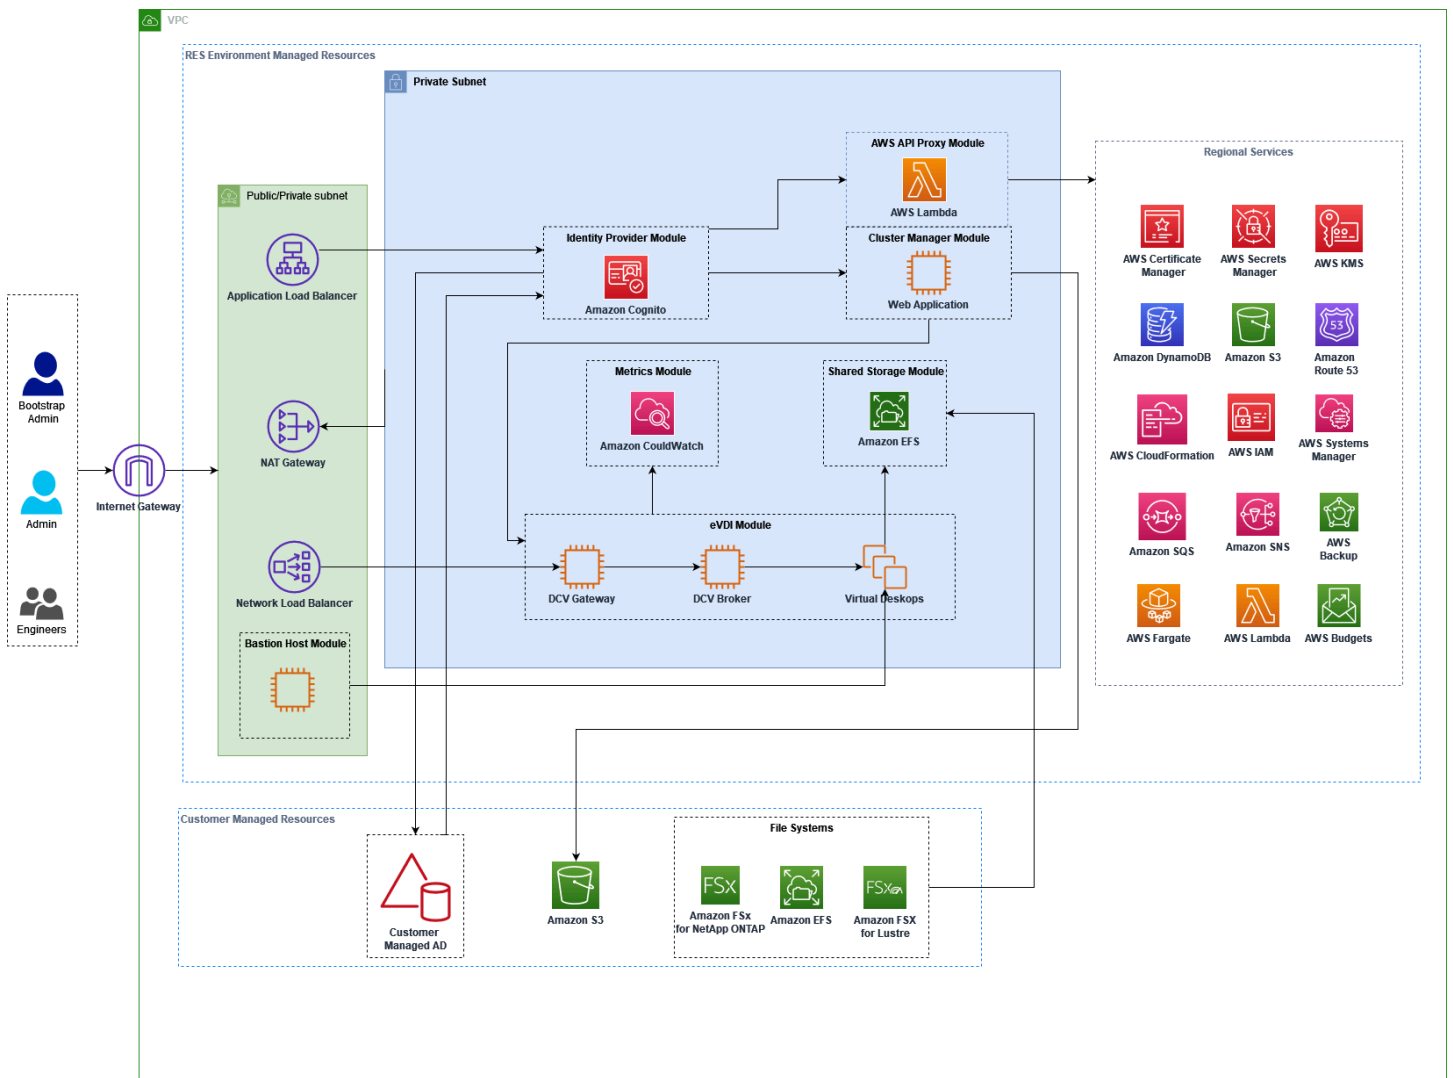 VPC
RES Environment Managed Resources
Private Subnet
Public/Private subnet
Application Load Balancer
NAT Gateway
Network Load Balancer
Bastion Host Module
Bootstrap
Admin
Admin
Engineers
Internet Gateway
AWS API Proxy Module
AWS Lambda
Identity Provider Module
Amazon Cognito
Cluster Manager Module
Web Application
Metrics Module
Amazon CouldWatch
Shared Storage Module
Amazon EFS
eVDI Module
DCV Gateway
DCV Broker
Virtual Deskops
Regional Services
AWS Certificate
Manager
AWS Secrets
Manager
AWS KMS
Amazon DynamoDB
Amazon S3
53
Amazon
Route 53
AWS CloudFormation
AWS IAM
AWS Systems
Manager
Amazon SQS
Amazon SNS
AWS
Backup
AWS Fargate
AWS Lambda
AWS Budgets
Customer Managed Resources
Customer
Managed AD
Amazon S3
File Systems
FSx
Amazon FSx
for NetApp ONTAP
Amazon EFS
FSx
Amazon FSX
for Lustre